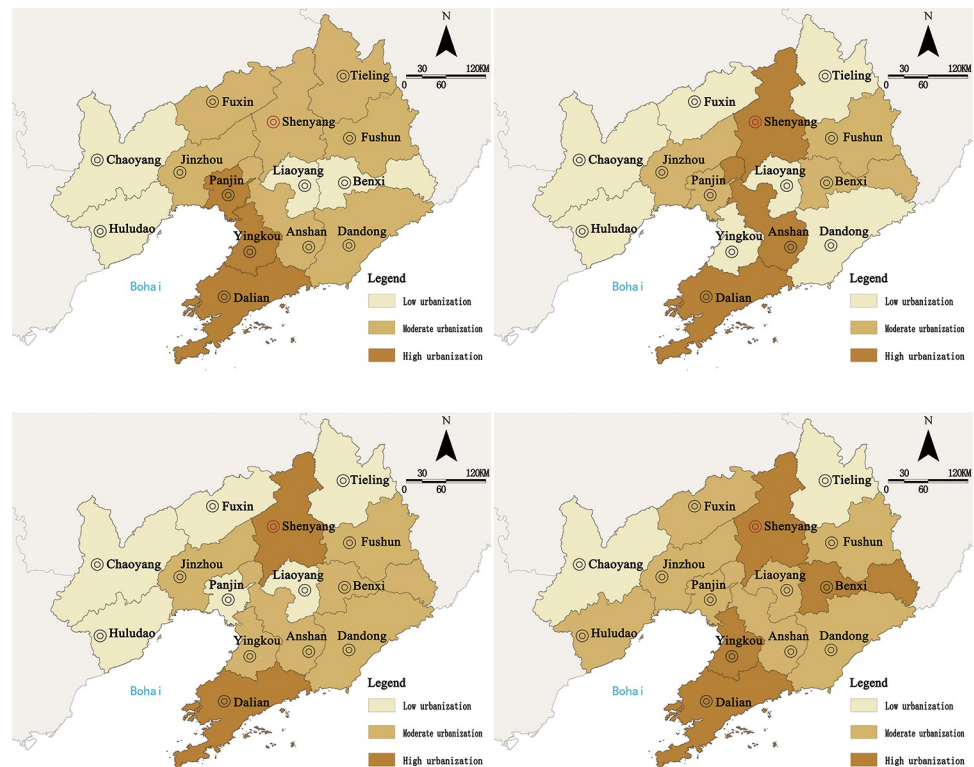 N
30 120KM
0 60
Tieling
Fuxin
Shenyang
Fushun
Chaoyang
Jinzhou
Liaoyang
Panjin
Benxi
Huludao
Yingkou
Anshan
Dandong
Bohai
Dalian
Legend
Low urbanization
Moderate urbanization
High urbanization
N
30 120KM
0 60
Tieling
Fuxin
Shenyang
Fushun
Chaoyang
Jinzhou
Liaoyang
Panjin
Benxi
Huludao
Yingkou
Anshan
Dandong
Bohai
Dalian
Legend
Low urbanization
Moderate urbanization
High urbanization
N
30 120KM
0 60
Tieling
Fuxin
Shenyang
Fushun
Chaoyang
Jinzhou
Liaoyang
Panjin
Benxi
Huludao
Yingkou
Anshan
Dandong
Bohai
Dalian
Legend
Low urbanization
Moderate urbanization
High urbanization
N
30 120KM
0 60
Tieling
Fuxin
Shenyang
Fushun
Chaoyang
Jinzhou
Liaoyang
Panjin
Benxi
Huludao
Yingkou
Anshan
Dandong
Bohai
Dalian
Legend
Low urbanization
Moderate urbanization
High urbanization